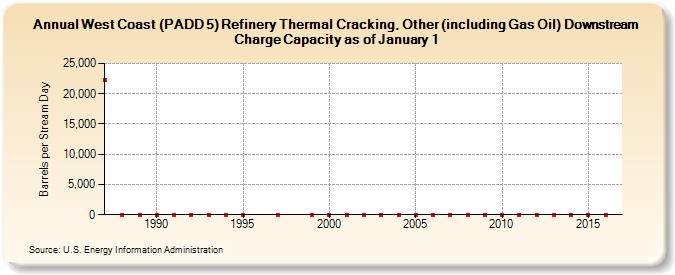 Annual West Coast (PADD 5) Refinery Thermal Cracking, Other (including Gas Oil) Downstream
Charge Capacity as of January 1
Barrels per Stream Day
25,000
20,000
15,000
10,000
5,000
0
1990 1995 2000 2005 2010 2015
Source: U.S. Energy Information Administration